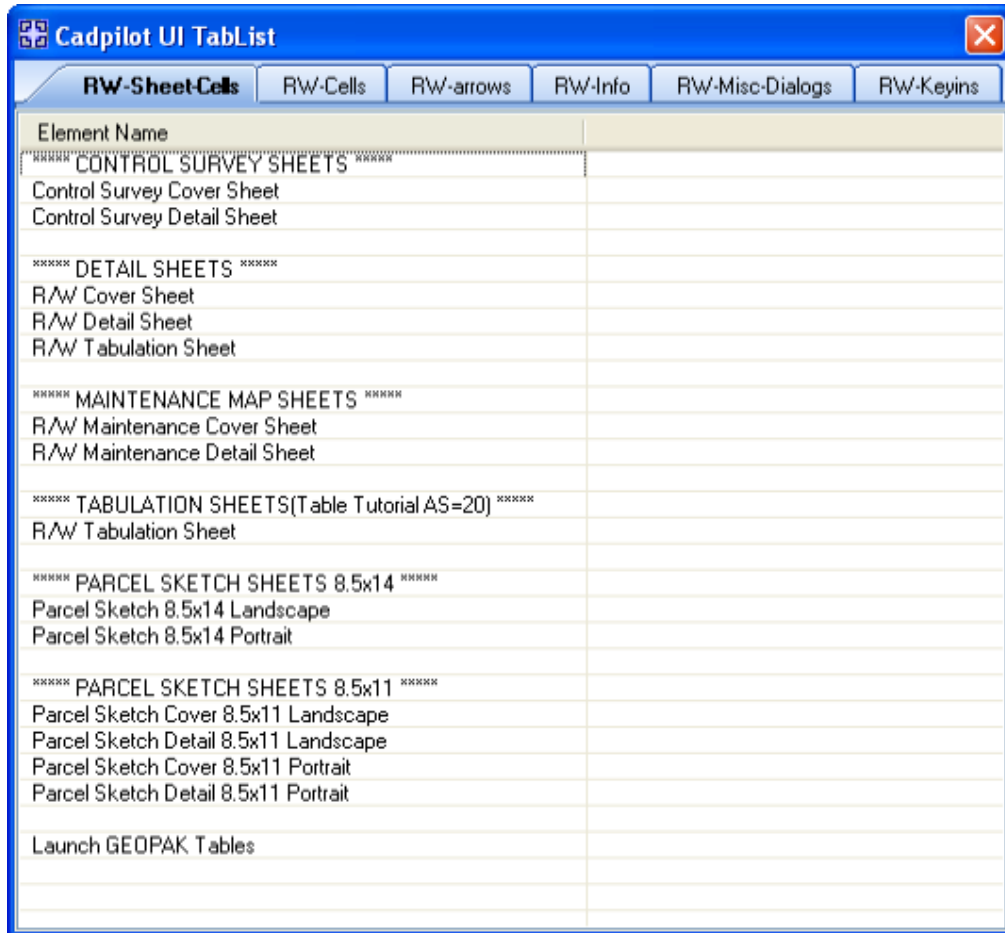 Cadpilot UI TabList
RW-Sheet-Cells RW-Cells RW-arrows RW-Info RW-Misc-Dialogs RW-Keyins
Element Name
***** CONTROL SURVEY SHEETS *****
Control Survey Cover Sheet
Control Survey Detail Sheet
***** DETAIL SHEETS *****
R/W Cover Sheet
R/W Detail Sheet
R/W Tabulation Sheet
***** MAINTENANCE MAP SHEETS *****
R/W Maintenance Cover Sheet
R/W Maintenance Detail Sheet
***** TABULATION SHEETS(Table Tutorial AS=20) *****
R/W Tabulation Sheet
***** PARCEL SKETCH SHEETS 8.5x14 *****
Parcel Sketch 8.5x14 Landscape
Parcel Sketch 8.5x14 Portrait
***** PARCEL SKETCH SHEETS 8.5x11 *****
Parcel Sketch Cover 8.5x11 Landscape
Parcel Sketch Detail 8.5x11 Landscape
Parcel Sketch Cover 8.5x11 Portrait
Parcel Sketch Detail 8.5x11 Portrait
Launch GEOPAK Tables